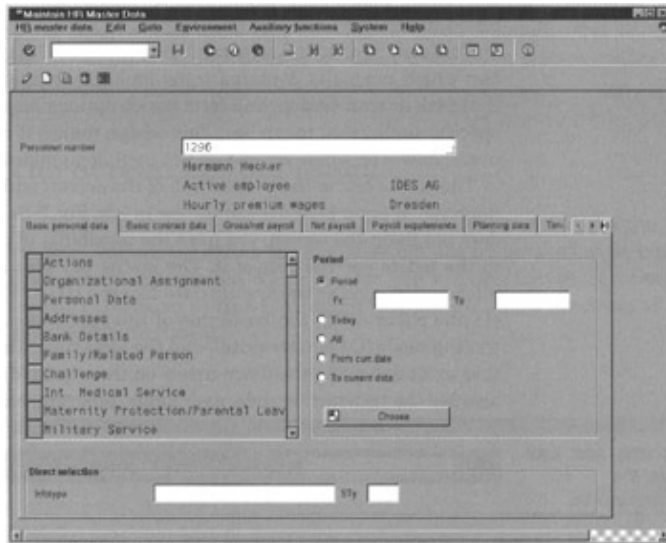 Maintain HR Master Data
HR master data Edit Goto Environment Auxiliary functions System Help
Personnel number
1296
Hermann Hecker
Active employee IDES AG
Hourly premium wages Dresden
Basic personal data Basic contract data Gross/net payroll Net payroll Payroll supplements Planning data
Actions
Organizational Assignment
Personal Data
Addresses
Bank Details
Family/Related Person
Challenge
Int. Medical Service
Maternity Protection/Parental Leav
Military Service
Period
Period
Fr. To
Today
All
From curr.date
To current date
Choose
Direct selection
Infotype STy